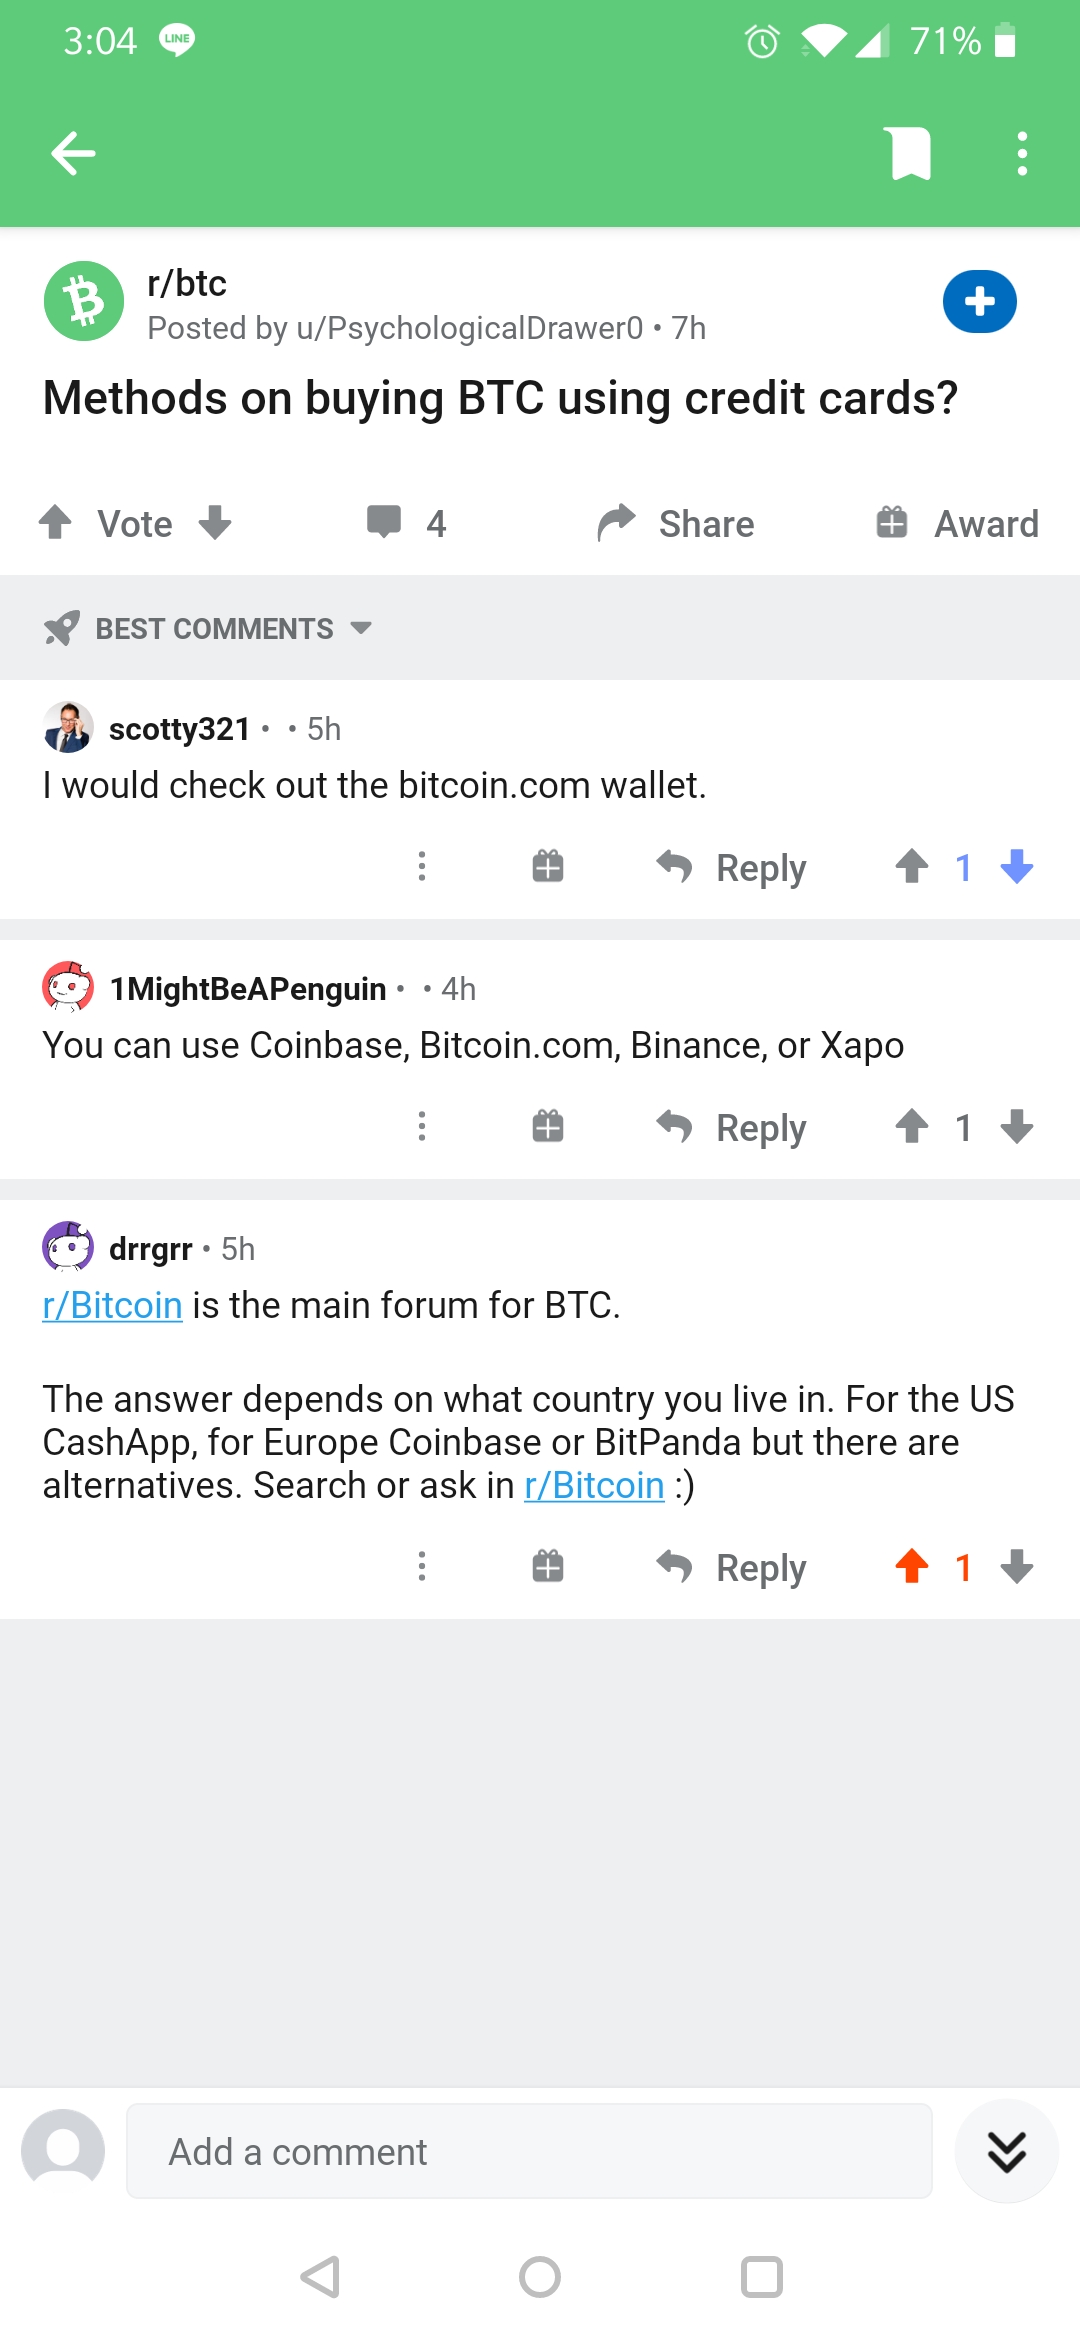 3:04 LINE 71%
r/btc
Posted by u/PsychologicalDrawer0 • 7h
Methods on buying BTC using credit cards?
Vote 4 Share Award
BEST COMMENTS
scotty321 • • 5h
I would check out the bitcoin.com wallet.
Reply 1
1MightBeAPenguin • • 4h
You can use Coinbase, Bitcoin.com, Binance, or Xapo
Reply 1
drrgrr • 5h
r/Bitcoin is the main forum for BTC.
The answer depends on what country you live in. For the US
CashApp, for Europe Coinbase or BitPanda but there are
alternatives. Search or ask in r/Bitcoin :)
Reply 1
Add a comment